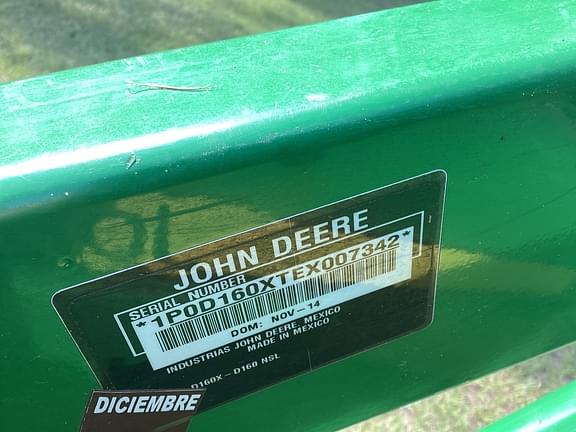 JOHN DEERE
SERIAL NUMBER
*1P0D160XTEX007342*
DOM: NOV-14
INDUSTRIAS JOHN DEERE, MEXICO
MADE IN MEXICO
D160X - D160 NSL
DICIEMBRE